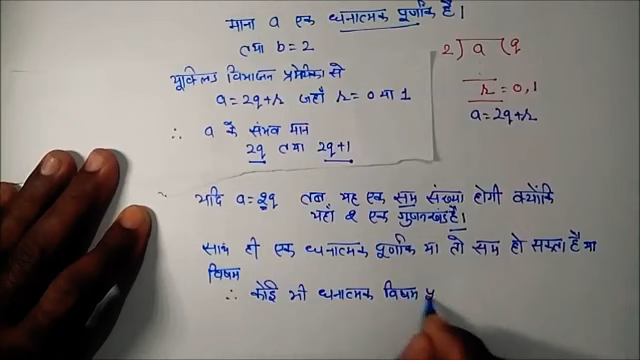 माना a एक धनात्मक पूर्णांक है।
तथा b = 2
2) a (q
r = 0, 1
a = 2q + r
यूक्लिड विभाजन प्रमेयिका से
a = 2q + r जहाँ r = 0 या 1
∴ a के संभव मान
2q तथा 2q+1
यदि a = 2q तब यह एक सम संख्या होगी क्योंकि
यहाँ 2 एक गुणनखंड है।
साथ ही एक धनात्मक पूर्णांक या तो सम हो सकता है या
विषम
∴ कोई भी धनात्मक विषम